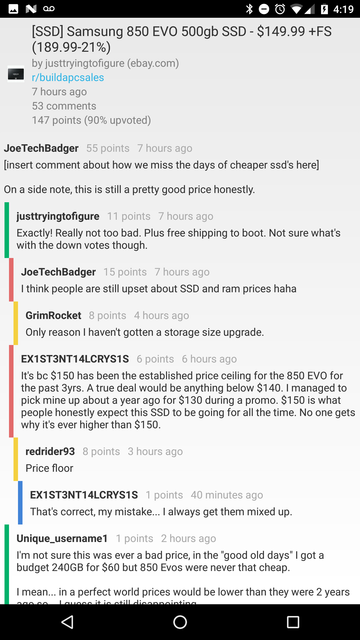 4:19
[SSD] Samsung 850 EVO 500gb SSD - $149.99 +FS
(189.99-21%)
by justtryingtofigure (ebay.com)
r/buildapcsales
7 hours ago
53 comments
147 points (90% upvoted)
JoeTechBadger 55 points 7 hours ago
[insert comment about how we miss the days of cheaper ssd's here]
On a side note, this is still a pretty good price honestly.
justtryingtofigure 11 points 7 hours ago
Exactly! Really not too bad. Plus free shipping to boot. Not sure what's
with the down votes though.
JoeTechBadger 15 points 7 hours ago
I think people are still upset about SSD and ram prices haha
GrimRocket 8 points 4 hours ago
Only reason I haven't gotten a storage size upgrade.
EX1ST3NT14LCRYS1S 6 points 6 hours ago
It's bc $150 has been the established price ceiling for the 850 EVO for
the past 3yrs. A true deal would be anything below $140. I managed to
pick mine up about a year ago for $130 during a promo. $150 is what
people honestly expect this SSD to be going for all the time. No one gets
why it's ever higher than $150.
redrider93 8 points 3 hours ago
Price floor
EX1ST3NT14LCRYS1S 1 points 40 minutes ago
That's correct, my mistake... I always get them mixed up.
Unique_username1 1 points 2 hours ago
I'm not sure this was ever a bad price, in the "good old days" I got a
budget 240GB for $60 but 850 Evos were never that cheap.
I mean... in a perfect world prices would be lower than they were 2 years
ago so... I guess it is still disappointing